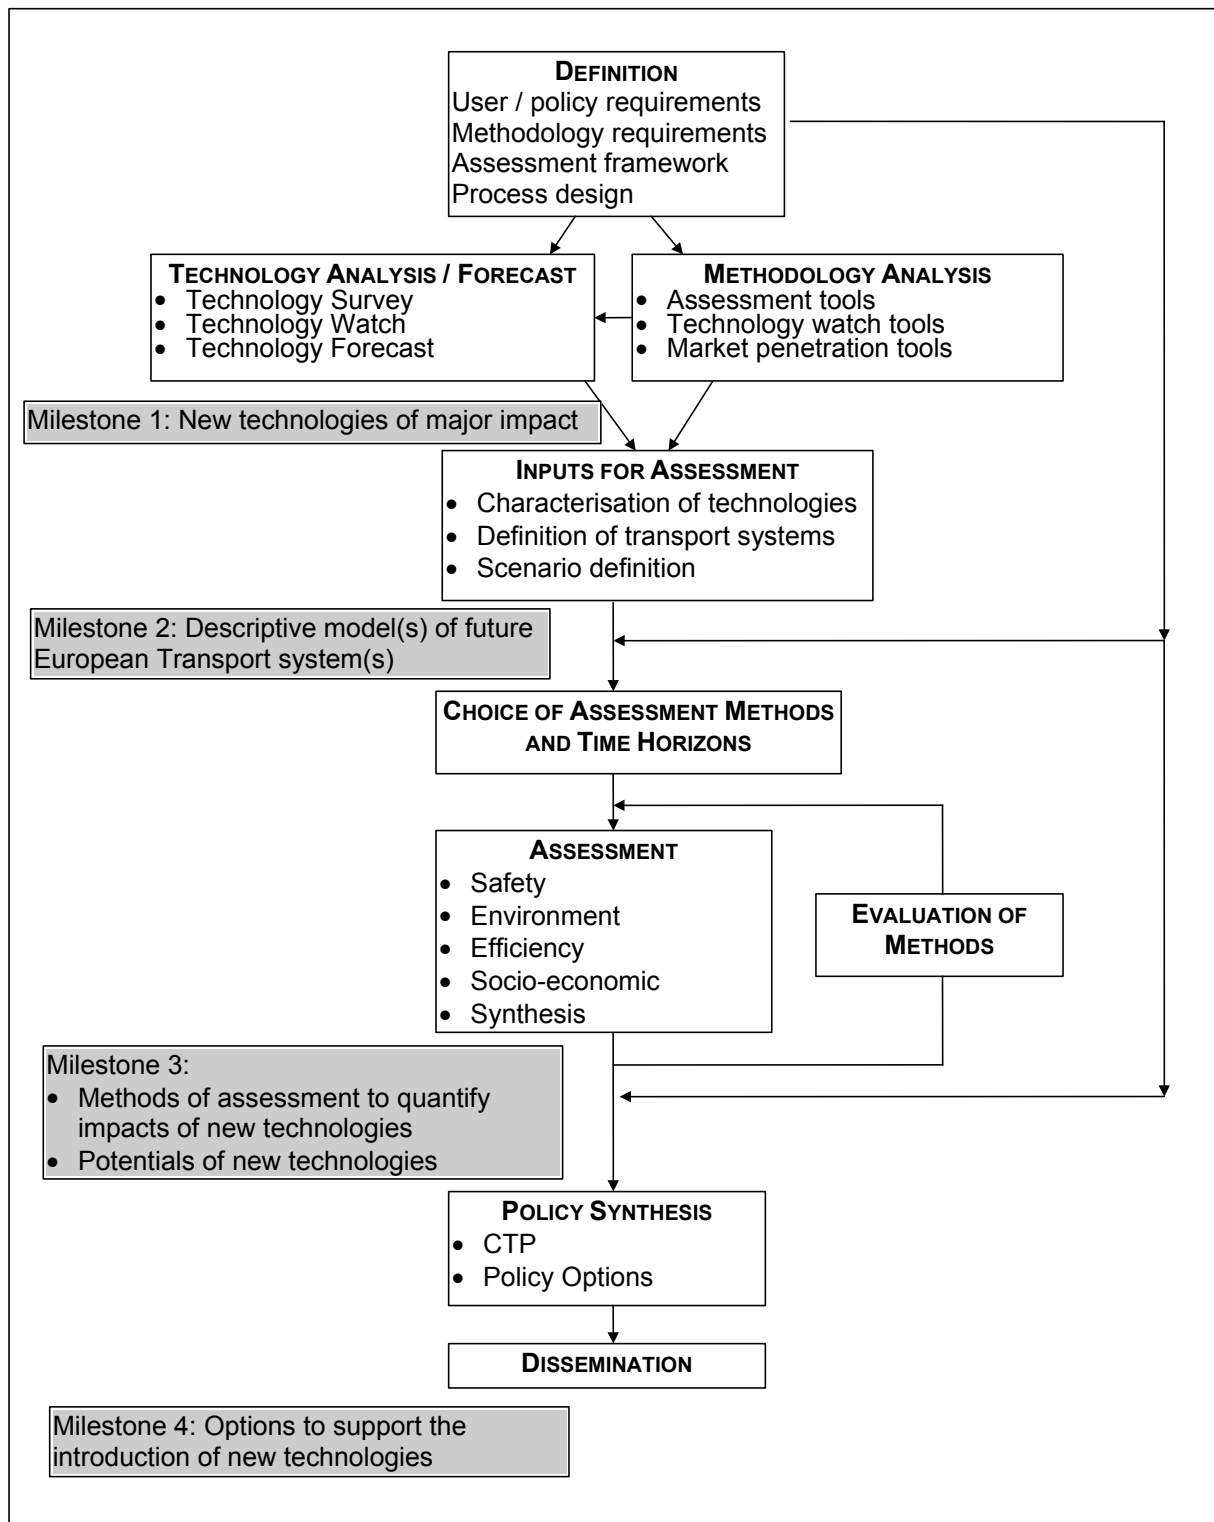 DEFINITION
User / policy requirements
Methodology requirements
Assessment framework
Process design
TECHNOLOGY ANALYSIS / FORECAST
• Technology Survey
• Technology Watch
• Technology Forecast
METHODOLOGY ANALYSIS
• Assessment tools
• Technology watch tools
• Market penetration tools
Milestone 1: New technologies of major impact
INPUTS FOR ASSESSMENT
• Characterisation of technologies
• Definition of transport systems
• Scenario definition
Milestone 2: Descriptive model(s) of future
European Transport system(s)
CHOICE OF ASSESSMENT METHODS
AND TIME HORIZONS
ASSESSMENT
• Safety
• Environment
• Efficiency
• Socio-economic
• Synthesis
EVALUATION OF
METHODS
Milestone 3:
• Methods of assessment to quantify
impacts of new technologies
• Potentials of new technologies
POLICY SYNTHESIS
• CTP
• Policy Options
DISSEMINATION
Milestone 4: Options to support the
introduction of new technologies